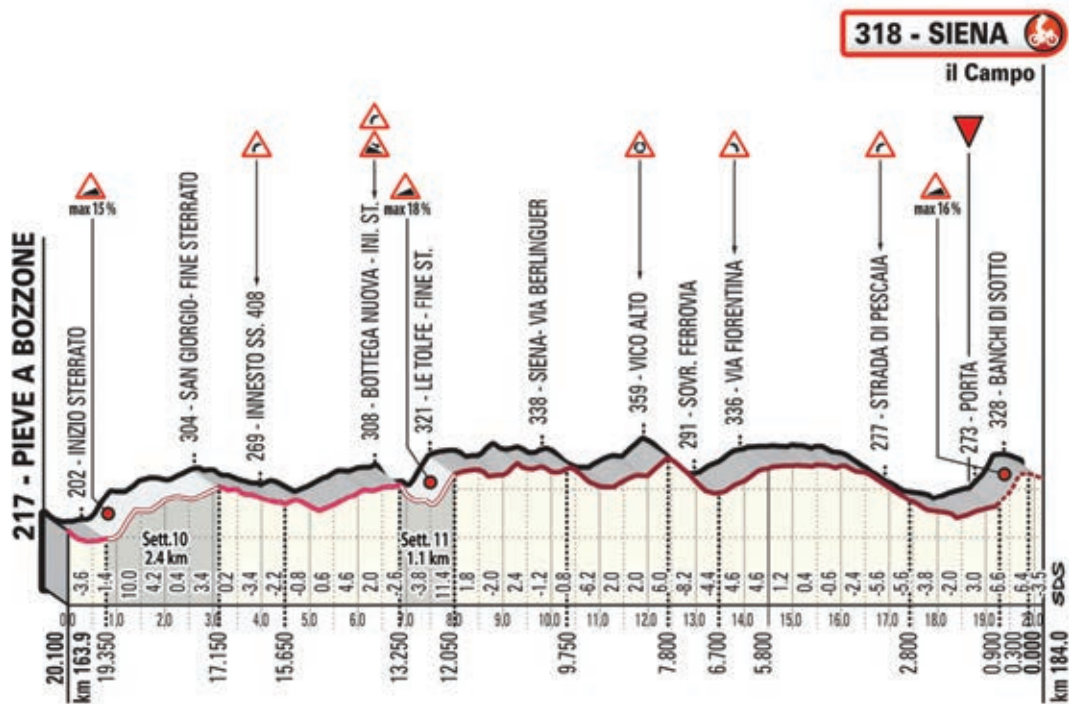 318 - SIENA
il Campo
max 15%
max 18%
max 16%
217 - PIEVE A BOZZONE
202 - INIZIO STERRATO
304 - SAN GIORGIO- FINE STERRATO
269 - INNESTO SS. 408
308 - BOTTEGA NUOVA - INI. ST.
321 - LE TOLFE - FINE ST.
338 - SIENA- VIA BERLINGUER
359 - VICO ALTO
291 - SOVR. FERROVIA
336 - VIA FIORENTINA
277 - STRADA DI PESCAIA
273 - PORTA
328 - BANCHI DI SOTTO
Sett.10
2.4 km
Sett. 11
1.1 km
-3.6 -1.4 10.0 4.2 0.4 3.4 0.2 -3.4 -2.2 -0.8 0.6 4.6 2.0 -2.6 -3.8 11.4 1.8 -2.0 2.4 -1.2 -0.8 -6.2 2.0 6.0 -8.2 -4.4 4.6 4.6 1.2 0.4 -0.6 -2.4 -5.6 -5.6 -3.8 -2.0 3.0 6.6 6.4 -3.5
SDS
0.0 1.0 2.0 3.0 4.0 5.0 6.0 7.0 8.0 9.0 10.0 11.0 12.0 13.0 14.0 15.0 16.0 17.0 18.0 19.0 20.0
20.100 19.350 17.150 15.650 13.250 12.050 9.750 7.800 6.700 5.800 2.800 0.900 0.300 0.000
km 163.9
km 184.0